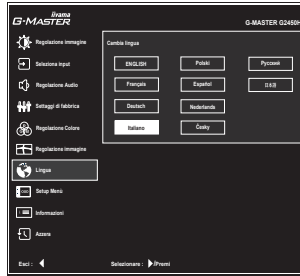 iiyama
G-MASTER
G-MASTER G2450H
Regolazione immagine
Seleziona input
Regolazione Audio
Settaggi di fabbrica
Regolazione Colore
Regolazione immagine
Lingua
Setup Menù
Informazioni
Azzera
Cambia lingua
ENGLISH
Polski
Русский
Français
Español
日本語
Deutsch
Nederlands
Italiano
Česky
OSC
Esci :
Selezionare : /Premi